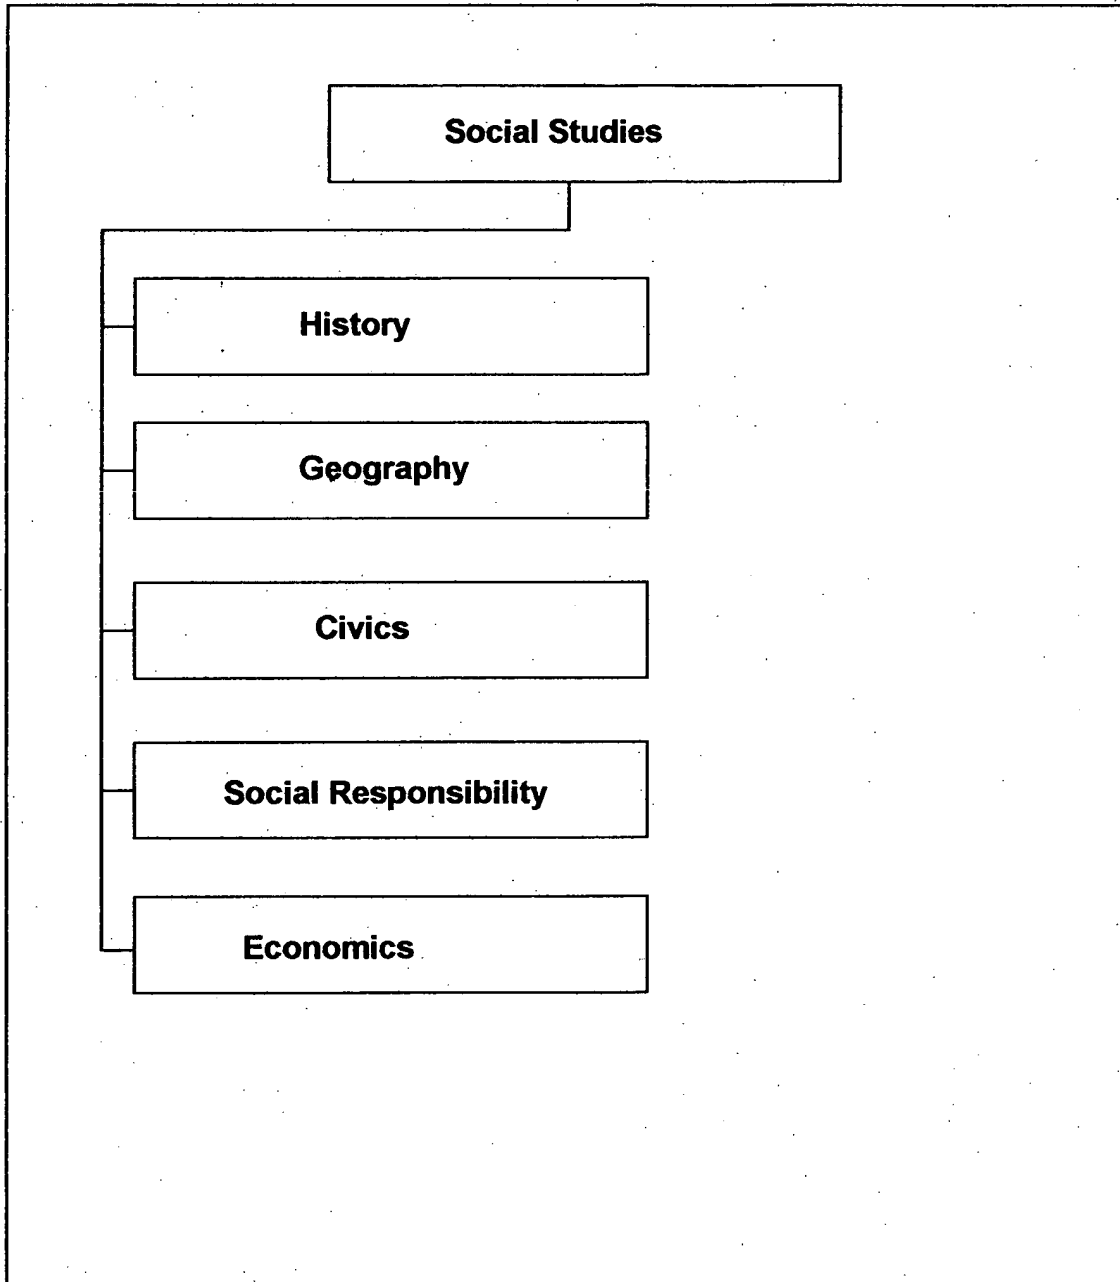 Social Studies
History
Geography
Civics
Social Responsibility
Economics